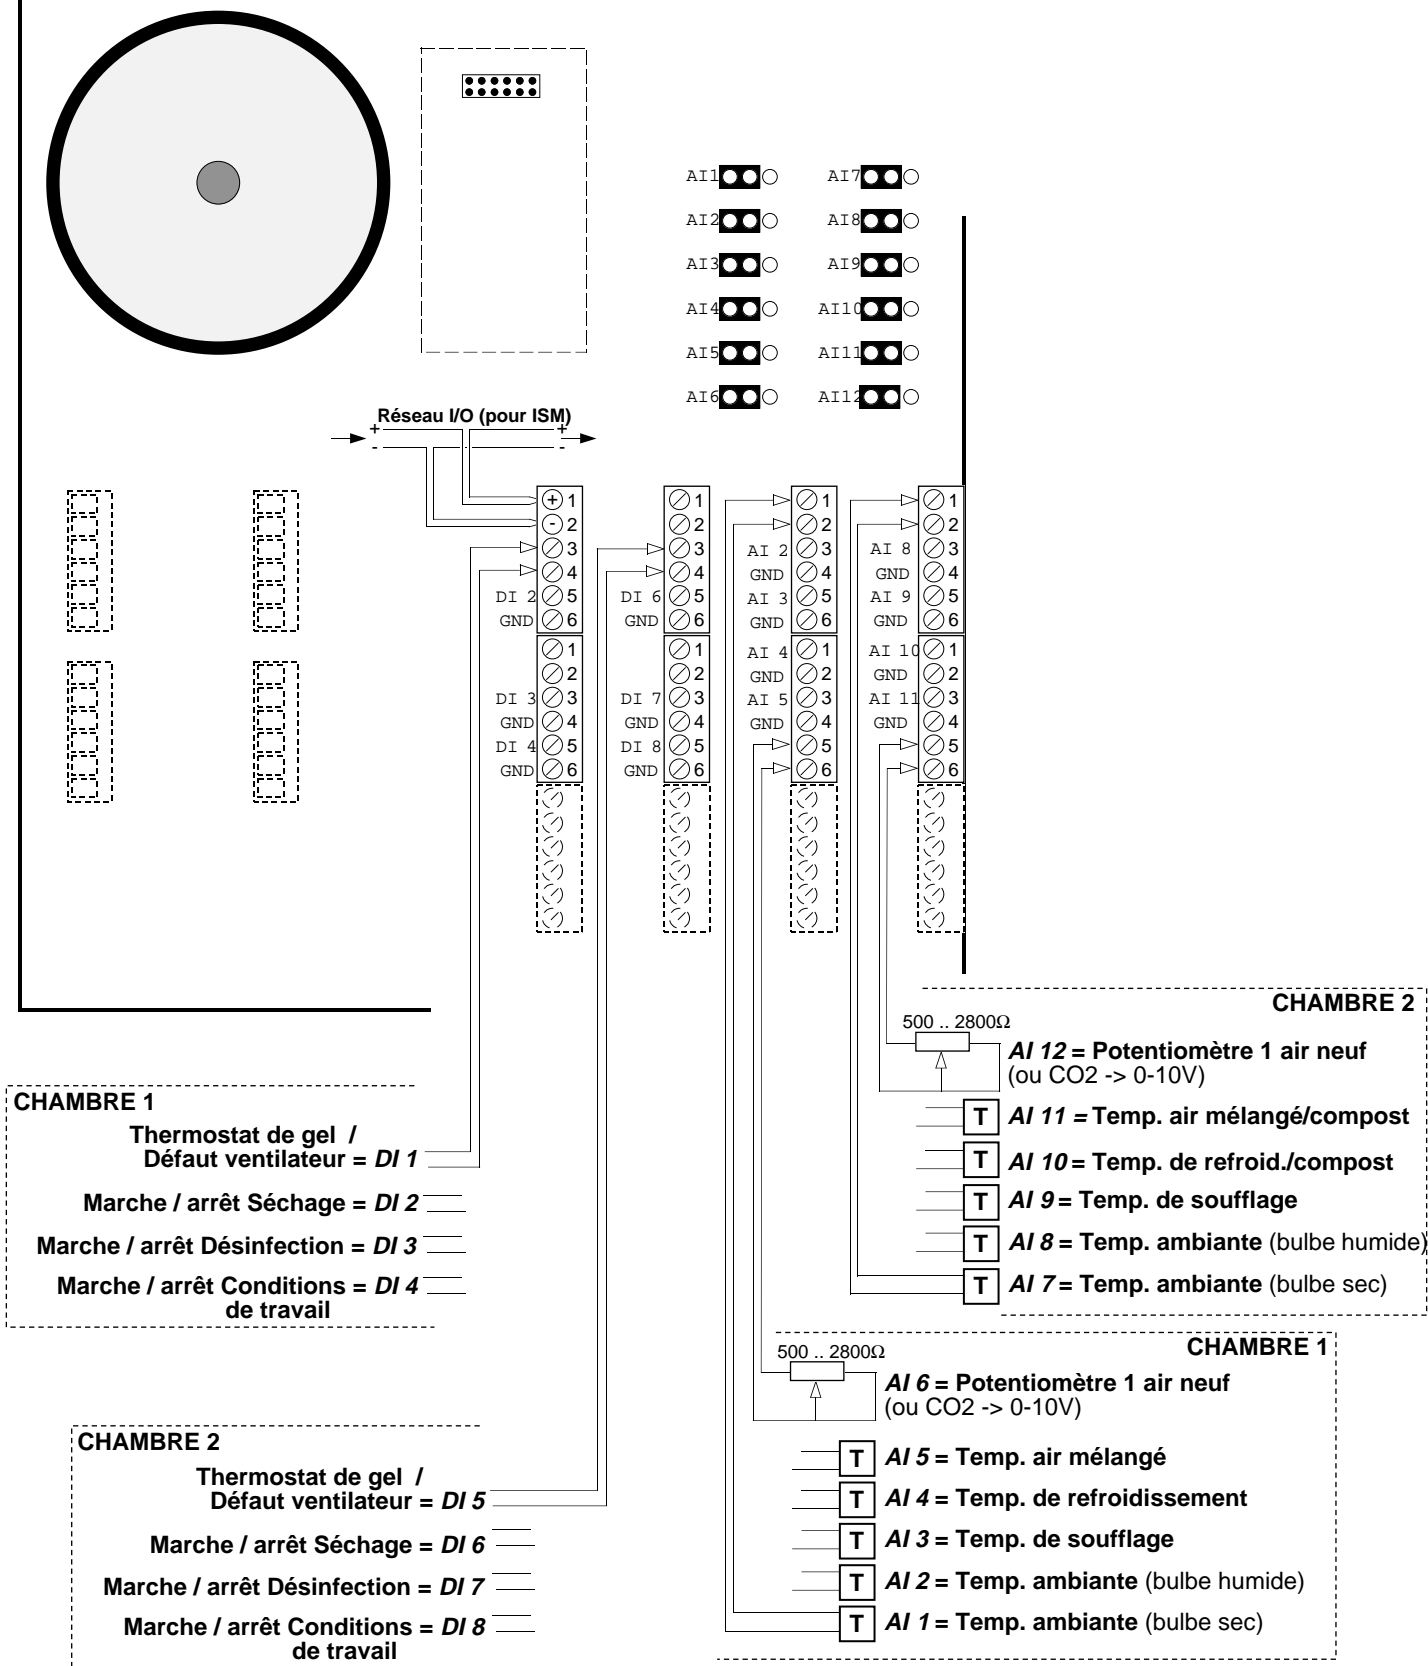 AI1 AI7
AI2 AI8
AI3 AI9
AI4 AI10
AI5 AI11
AI6 AI12
Réseau I/O (pour ISM)
+ +
- -
+ 1 1 1 1
- 2 2 2 2
3 3 AI 2 3 AI 8 3
4 4 GND 4 GND 4
DI 2 5 DI 6 5 AI 3 5 AI 9 5
GND 6 GND 6 GND 6 GND 6
1 1 AI 4 1 AI 10 1
2 2 GND 2 GND 2
DI 3 3 DI 7 3 AI 5 3 AI 11 3
GND 4 GND 4 GND 4 GND 4
DI 4 5 DI 8 5 5 5
GND 6 GND 6 6 6
CHAMBRE 2
500 .. 2800Ω
AI 12 = Potentiomètre 1 air neuf
(ou CO2 -> 0-10V)
T AI 11 = Temp. air mélangé/compost
T AI 10 = Temp. de refroid./compost
T AI 9 = Temp. de soufflage
T AI 8 = Temp. ambiante (bulbe humide)
T AI 7 = Temp. ambiante (bulbe sec)
CHAMBRE 1
Thermostat de gel /
Défaut ventilateur = DI 1
Marche / arrêt Séchage = DI 2
Marche / arrêt Désinfection = DI 3
Marche / arrêt Conditions = DI 4
de travail
CHAMBRE 1
500 .. 2800Ω
AI 6 = Potentiomètre 1 air neuf
(ou CO2 -> 0-10V)
T AI 5 = Temp. air mélangé
T AI 4 = Temp. de refroidissement
T AI 3 = Temp. de soufflage
T AI 2 = Temp. ambiante (bulbe humide)
T AI 1 = Temp. ambiante (bulbe sec)
CHAMBRE 2
Thermostat de gel /
Défaut ventilateur = DI 5
Marche / arrêt Séchage = DI 6
Marche / arrêt Désinfection = DI 7
Marche / arrêt Conditions = DI 8
de travail